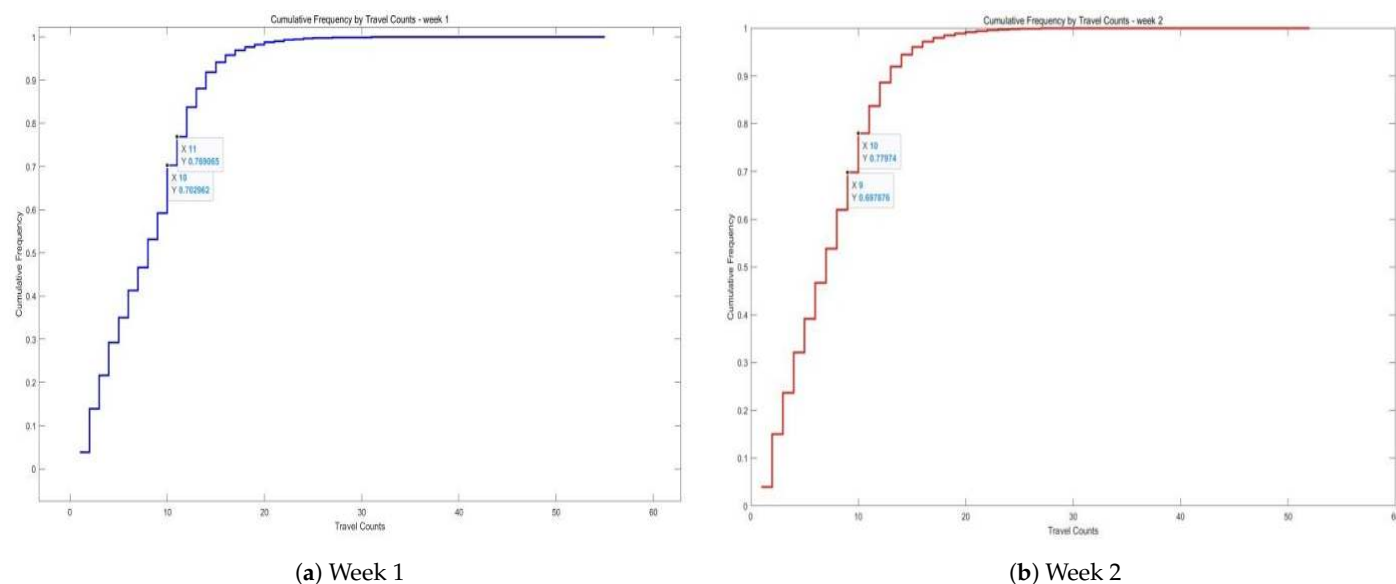 Cumulative Frequency by Travel Counts - week 1
1
0.9
0.8
0.7
0.6
0.5
0.4
0.3
0.2
0.1
0
Cumulative Frequency
X 11
Y 0.769065
X 10
Y 0.702962
0 10 20 30 40 50 60
Travel Counts
(a) Week 1
Cumulative Frequency by Travel Counts - week 2
1
0.9
0.8
0.7
0.6
0.5
0.4
0.3
0.2
0.1
0
Cumulative Frequency
X 10
Y 0.77974
X 9
Y 0.697876
0 10 20 30 40 50 6
Travel Counts
(b) Week 2